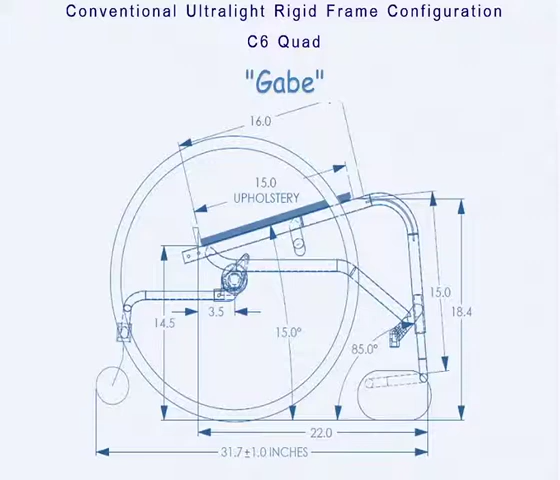 Conventional Ultralight Rigid Frame Configuration
C6 Quad
"Gabe"
16.0
15.0
UPHOLSTERY
15.0
18.4
14.5
3.5
15.0°
85.0°
22.0
31.7±1.0 INCHES